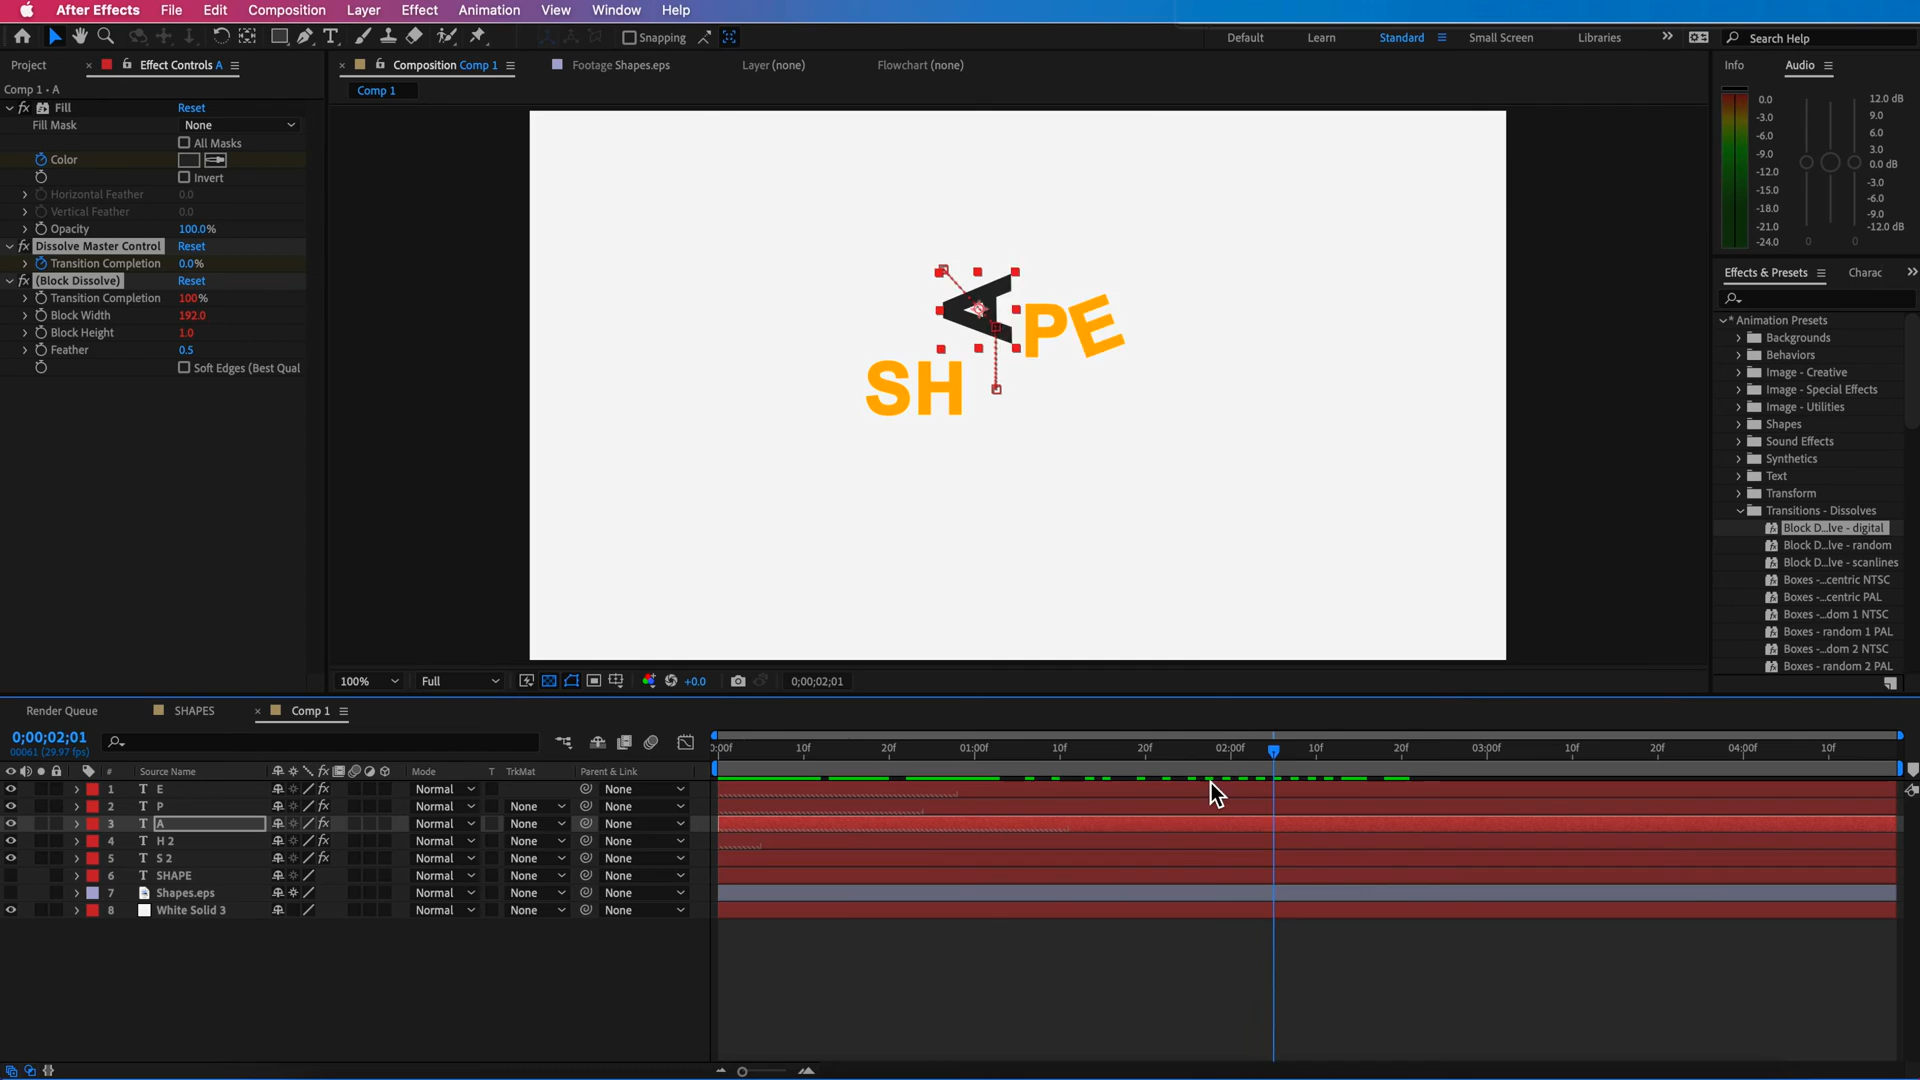 After Effects File Edit Composition Layer Effect Animation View Window Help
Snapping Default Learn Standard Small Screen Libraries Search Help
Project Effect Controls A Composition Comp 1 Footage Shapes.eps Layer (none) Flowchart (none) Info Audio
Comp 1 • A
Comp 1
Fill Reset
Fill Mask None
All Masks
Color
Invert
Horizontal Feather 0.0
Vertical Feather 0.0
Opacity 100.0%
Dissolve Master Control Reset
Transition Completion 0.0%
(Block Dissolve) Reset
Transition Completion 100%
Block Width 192.0
Block Height 1.0
Feather 0.5
Soft Edges (Best Qual
A
PE
SH
0.0 12.0 dB
-3.0 9.0
-6.0 6.0
-9.0 3.0
-12.0 0.0 dB
-15.0 -3.0
-18.0 -6.0
-21.0 -9.0
-24.0 -12.0 dB
0 0
Effects & Presets Charac
* Animation Presets
Backgrounds
Behaviors
Image - Creative
Image - Special Effects
Image - Utilities
Shapes
Sound Effects
Synthetics
Text
Transform
Transitions - Dissolves
Block D...lve - digital
Block D...lve - random
Block D...lve - scanlines
Boxes -...centric NTSC
Boxes -...centric PAL
Boxes -...dom 1 NTSC
Boxes - random 1 PAL
Boxes -...dom 2 NTSC
Boxes - random 2 PAL
100% Full +0.0 0;00;02;01
Render Queue SHAPES Comp 1
0;00;02;01
00061 (29.97 fps)
0:00f 10f 20f 01:00f 10f 20f 02:00f 10f 20f 03:00f 10f 20f 04:00f 10f
# Source Name fx Mode T TrkMat Parent & Link
1 T E fx Normal None
2 T P fx Normal None None
3 T A fx Normal None None
4 T H 2 fx Normal None None
5 T S 2 fx Normal None None
6 T SHAPE Normal None None
7 Shapes.eps Normal None None
8 White Solid 3 Normal None None